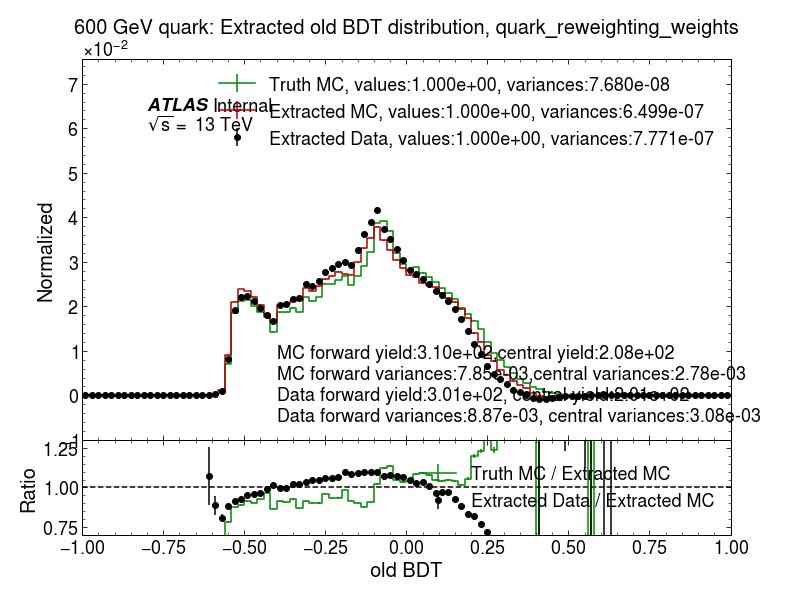 600 GeV quark: Extracted old BDT distribution, quark_reweighting_weights
×10⁻²
Truth MC, values:1.000e+00, variances:7.680e-08
ATLAS Internal
Extracted MC, values:1.000e+00, variances:6.499e-07
√s = 13 TeV
Extracted Data, values:1.000e+00, variances:7.771e-07
7
6
5
4
3
2
1
0
Normalized
MC forward yield:3.10e+02,central yield:2.08e+02
MC forward variances:7.85e-03,central variances:2.78e-03
Data forward yield:3.01e+02, central yield:2.01e+02
Data forward variances:8.87e-03, central variances:3.08e-03
1.25
1.00
0.75
Ratio
Truth MC / Extracted MC
Extracted Data / Extracted MC
−1.00 −0.75 −0.50 −0.25 0.00 0.25 0.50 0.75 1.00
old BDT